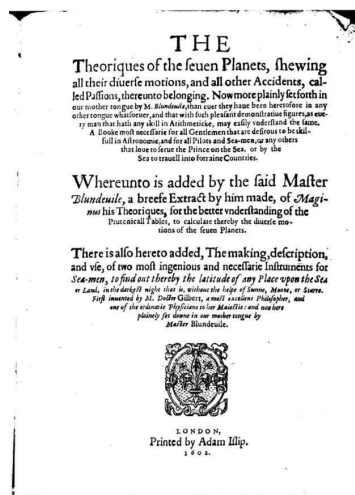 THE
Theoriques of the ſeuen Planets, ſhewing
all their diuerſe motions, and all other Accidents, cal-
led Paſſions, thereunto belonging. Now more plainly ſet forth in
our mother tongue by M. Blundeuile, than euer they haue been heretofore in any
other tongue whatſoeuer, and that with ſuch pleaſant demonſtratiue figures, as eue-
ry man that hath any skill in Arithmeticke, may eaſily vnderſtand the ſame.
A Booke moſt neceſſarie for all Gentlemen that are deſirous to be skil-
full in Aſtronomie, and for all Pilots and Sea-men, or any others
that loue to ſerue the Prince on the Sea, or by the
Sea to trauell into forraine Countries.
Whereunto is added by the ſaid Maſter
Blundeuile, a breefe Extract by him made, of Magi-
nus his Theoriques, for the better vnderſtanding of the
Prutenicall Tables, to calculate thereby the diuerſe mo-
tions of the ſeuen Planets.
There is alſo hereto added, The making, deſcription,
and vſe, of two moſt ingenious and neceſſarie Inſtruments for
Sea-men, to find out thereby the latitude of any Place vpon the Sea
or Land, in the darkeſt night that is, without the helpe of Sunne, Moone, or Starre.
Firſt inuented by M. Doctor Gilbert, a moſt excellent Philoſopher, and
one of the ordinarie Phyſicians to her Maieſtie: and now here
plainely ſet downe in our mother tongue by
Maſter Blundeuile.
LONDON,
Printed by Adam Iſlip.
1602.